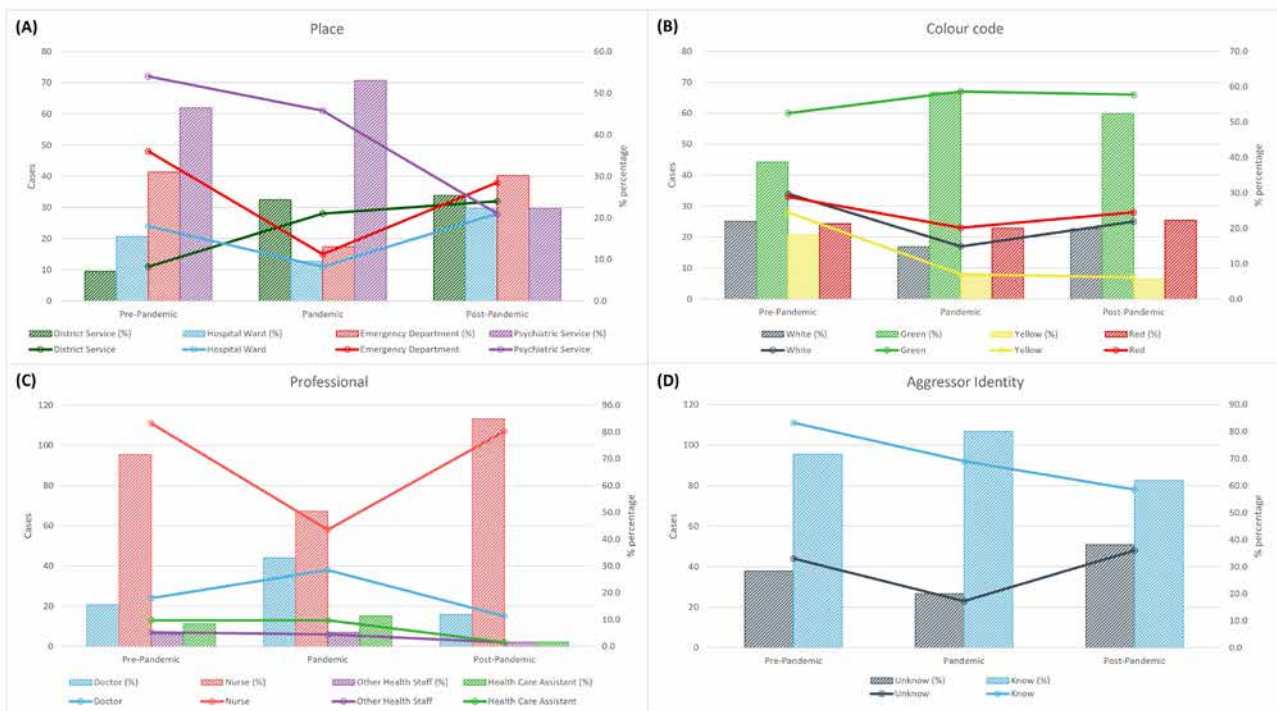 (A)
Place
80
70
60
50
40
30
20
10
0
Cases
60.0
50.0
40.0
30.0
20.0
10.0
0.0
% percentage
Pre-Pandemic
Pandemic
Post-Pandemic
District Service (%)
Hospital Ward (%)
Emergency Department (%)
Psychiatric Service (%)
District Service
Hospital Ward
Emergency Department
Psychiatric Service
(B)
Colour code
80
70
60
50
40
30
20
10
0
Cases
70.0
60.0
50.0
40.0
30.0
20.0
10.0
0.0
% percentage
Pre-Pandemic
Pandemic
Post-Pandemic
White (%)
Green (%)
Yellow (%)
Red (%)
White
Green
Yellow
Red
(C)
Professional
120
100
80
60
40
20
0
Cases
90.0
80.0
70.0
60.0
50.0
40.0
30.0
20.0
10.0
0.0
% percentage
Pre-Pandemic
Pandemic
Post-Pandemic
Doctor (%)
Nurse (%)
Other Health Staff (%)
Health Care Assistant (%)
Doctor
Nurse
Other Health Staff
Health Care Assistant
(D)
Aggressor Identity
120
100
80
60
40
20
0
Cases
90.0
80.0
70.0
60.0
50.0
40.0
30.0
20.0
10.0
0.0
% percentage
Pre-Pandemic
Pandemic
Post-Pandemic
Unknow (%)
Know (%)
Unknow
Know